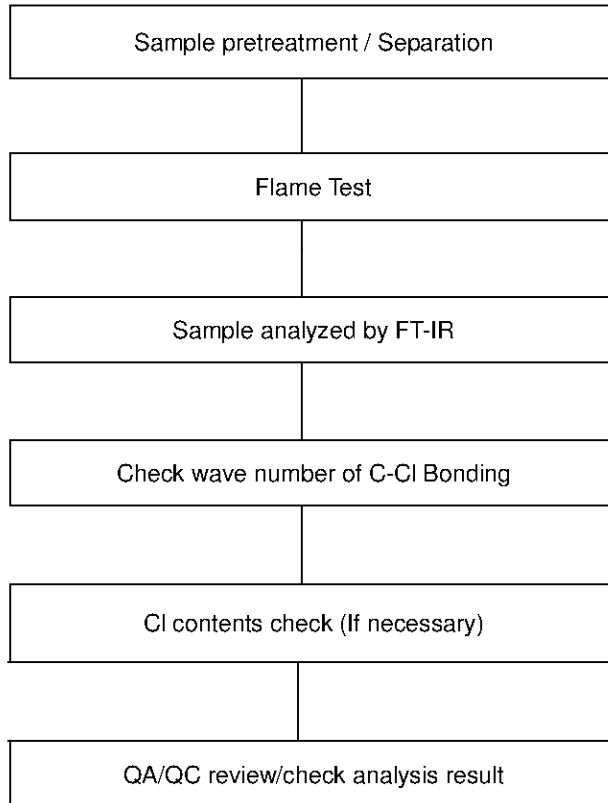 Sample pretreatment / Separation
Flame Test
Sample analyzed by FT-IR
Check wave number of C-Cl Bonding
Cl contents check (If necessary)
QA/QC review/check analysis result